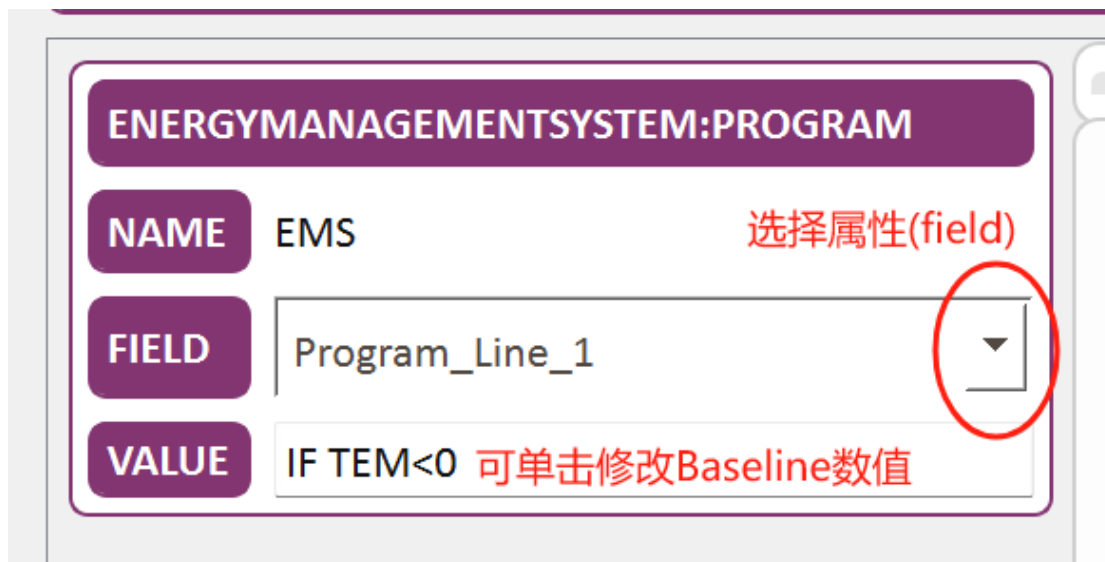 ENERGYMANAGEMENTSYSTEM:PROGRAM
NAME EMS 选择属性(field)
FIELD Program_Line_1
VALUE IF TEM<0 可单击修改Baseline数值